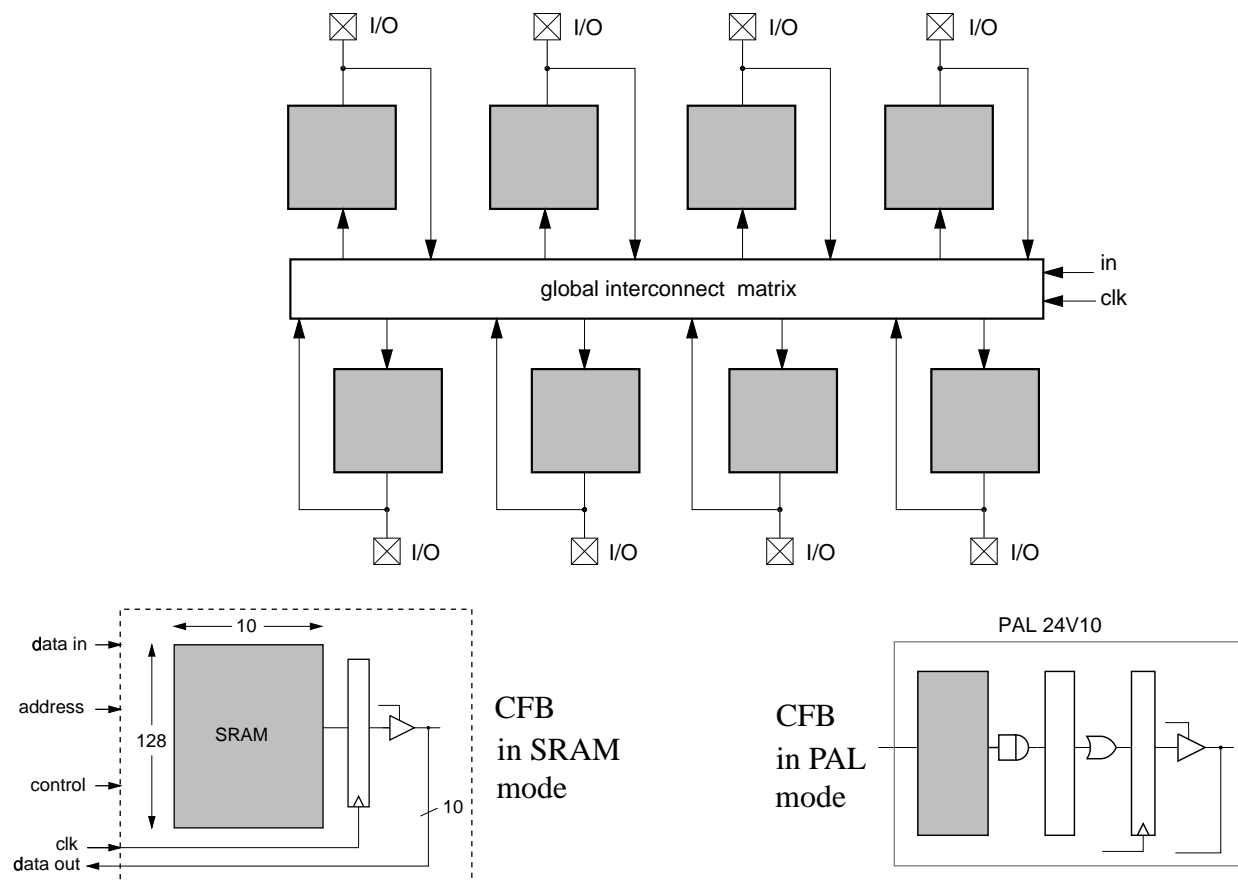 I/O
I/O
I/O
I/O
in
global interconnect matrix
clk
I/O
I/O
I/O
I/O
10
PAL 24V10
data in
address
CFB
in SRAM
mode
CFB
in PAL
mode
128
SRAM
control
10
clk
data out